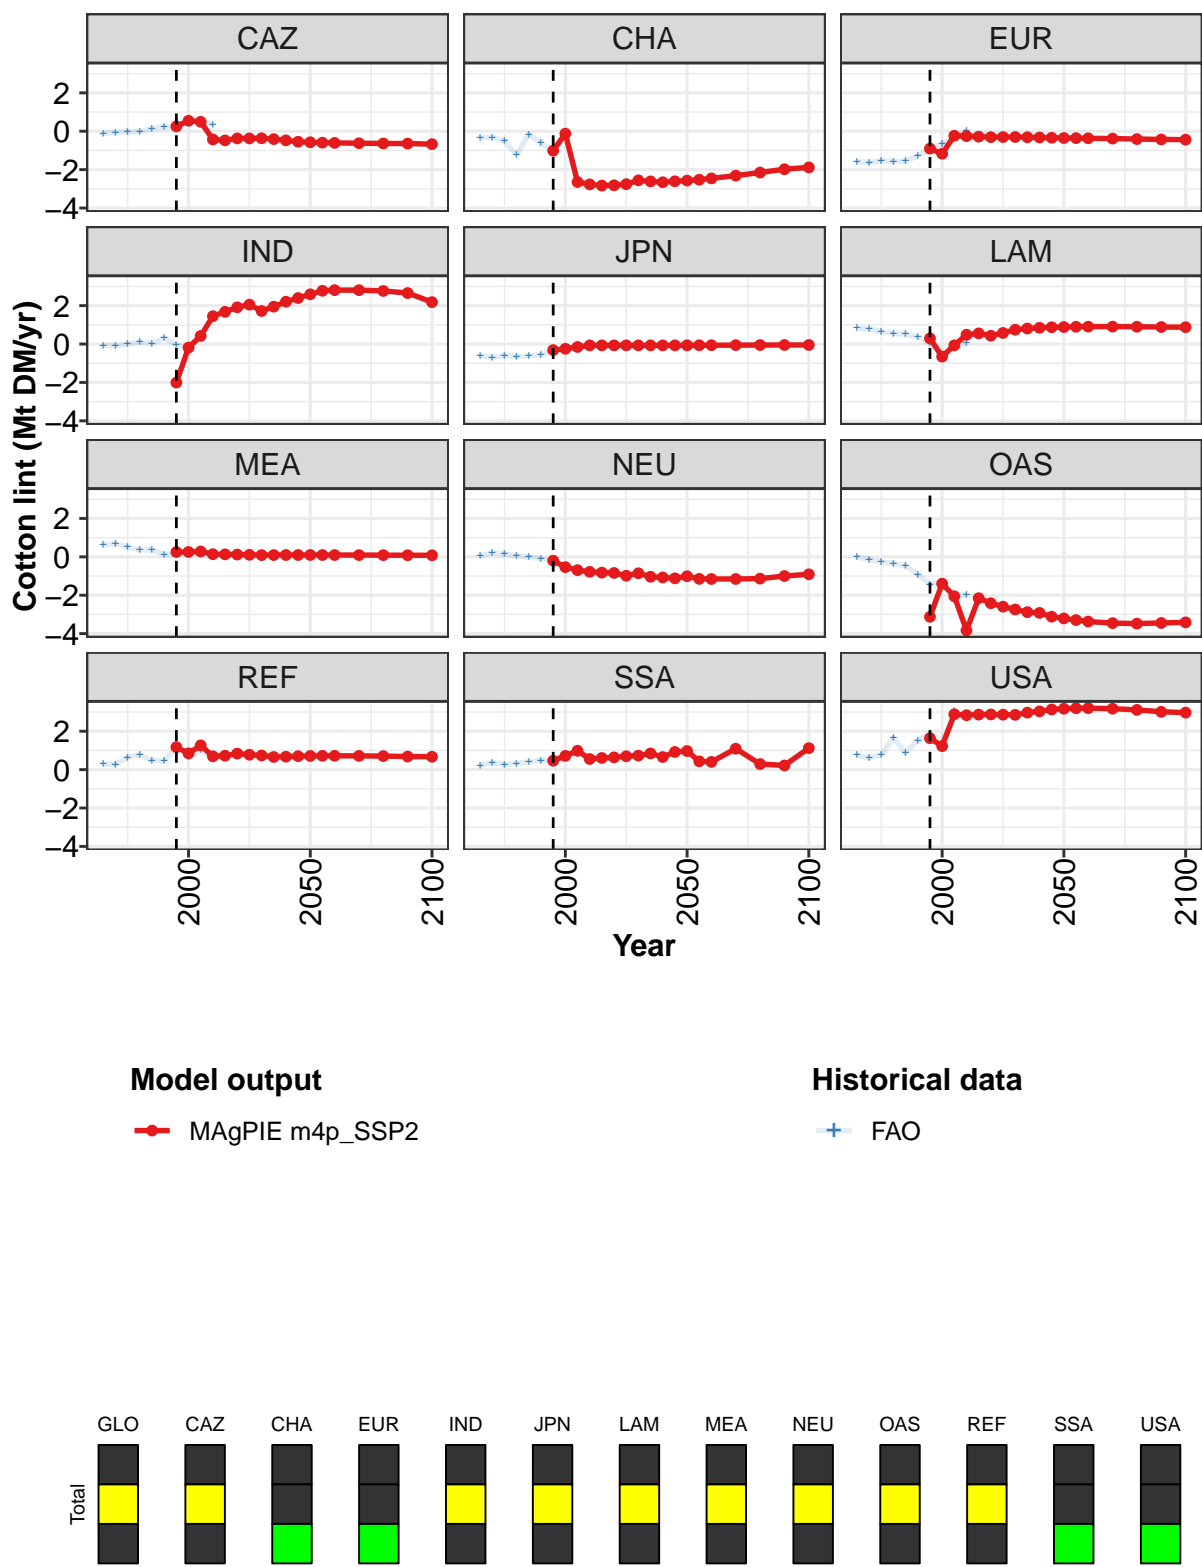 CAZ CHA EUR
2
0
−2
−4
IND JPN LAM
2
0
−2
−4
MEA NEU OAS
2
0
−2
−4
REF SSA USA
2
0
−2
−4
Cotton lint (Mt DM/yr)
2000 2050 2100 2000 2050 2100 2000 2050 2100
Year
Model output Historical data
MAgPIE m4p_SSP2 FAO
GLO CAZ CHA EUR IND JPN LAM MEA NEU OAS REF SSA USA
Total